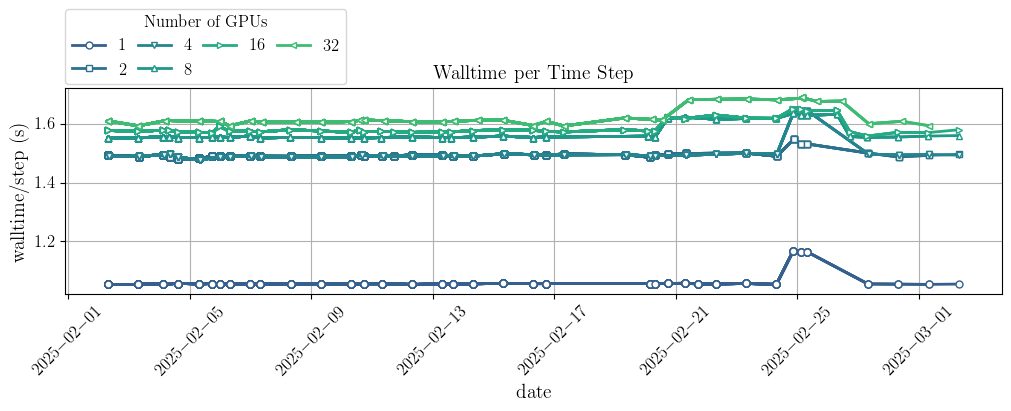 Number of GPUs
1 4 16 32
2 8
Walltime per Time Step
walltime/step (s)
1.6
1.4
1.2
2025−02−01 2025−02−05 2025−02−09 2025−02−13 2025−02−17 2025−02−21 2025−02−25 2025−03−01
date